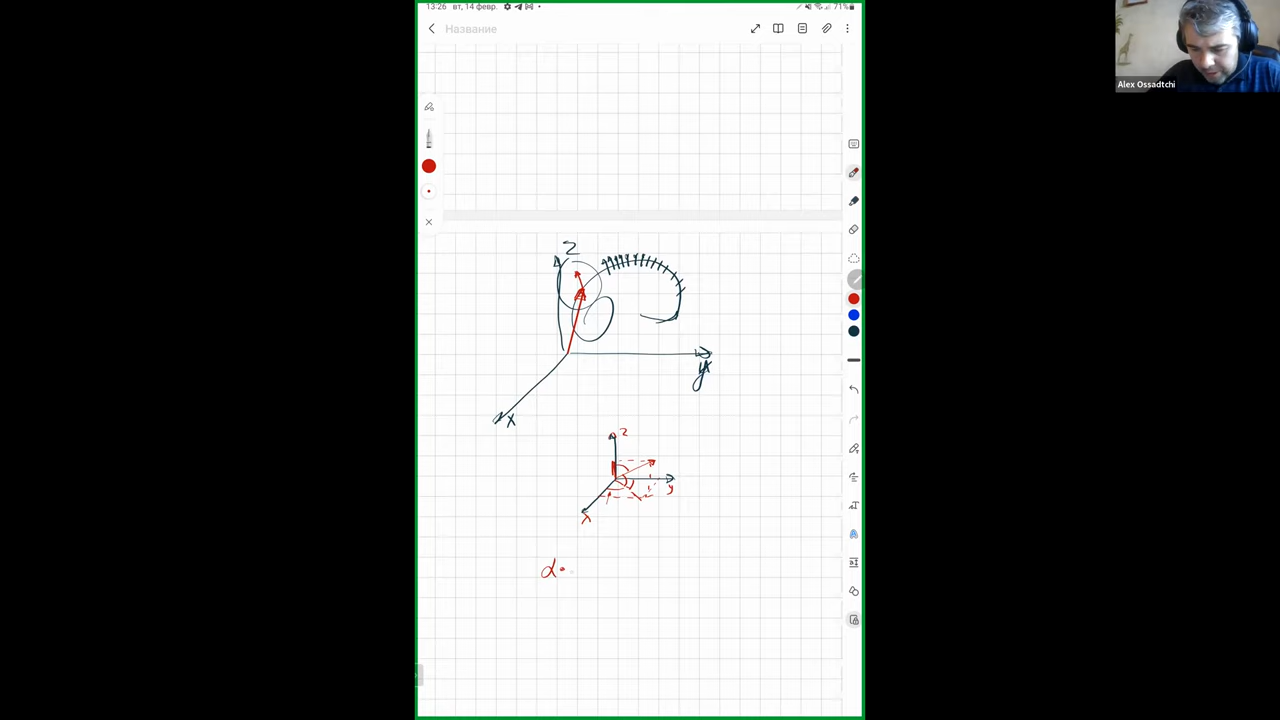 13:26 вт, 14 февр. 71%
Название
Alex Ossadtchi
z
y
x
z
y
x
α